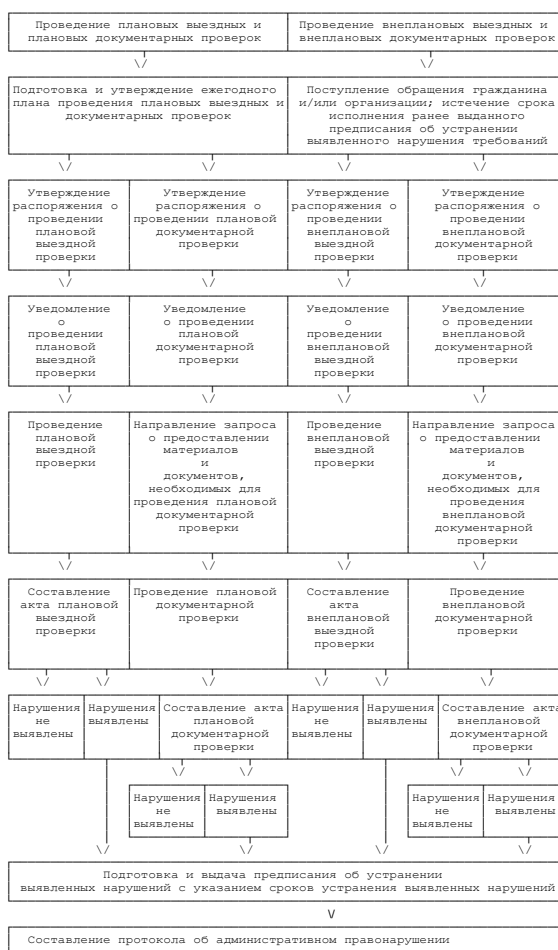 Проведение плановых выездных и
плановых документарных проверок
Проведение внеплановых выездных и
внеплановых документарных проверок
\/
\/
Подготовка и утверждение ежегодного
плана проведения плановых выездных и
документарных проверок
Поступление обращения гражданина
и/или организации; истечение срока
исполнения ранее выданного
предписания об устранении
выявленного нарушения требований
\/
\/
\/
\/
Утверждение
распоряжения о
проведении
плановой
выездной
проверки
Утверждение
распоряжения о
проведении плановой
документарной
проверки
Утверждение
распоряжения о
проведении
внеплановой
выездной
проверки
Утверждение
распоряжения о
проведении
внеплановой
документарной
проверки
\/
\/
\/
\/
Уведомление
о
проведении
плановой
выездной
проверки
Уведомление
о проведении
плановой
документарной
проверки
Уведомление
о
проведении
внеплановой
выездной
проверки
Уведомление
о проведении
внеплановой
документарной
проверки
\/
\/
\/
\/
Проведение
плановой
выездной
проверки
Направление запроса
о предоставлении
материалов
и
документов,
необходимых для
проведения плановой
документарной
проверки
Проведение
внеплановой
выездной
проверки
Направление запроса
о предоставлении
материалов
и
документов,
необходимых для
проведения
внеплановой
документарной
проверки
\/
\/
\/
\/
Составление
акта плановой
выездной
проверки
Проведение плановой
документарной
проверки
Составление
акта
внеплановой
выездной
проверки
Проведение
внеплановой
документарной
проверки
\/
\/
\/
\/
\/
\/
Нарушения
не
выявлены
Нарушения
выявлены
Составление акта
плановой
документарной
проверки
Нарушения
не
выявлены
Нарушения
выявлены
Составление акта
внеплановой
документарной
проверки
\/
\/
\/
\/
Нарушения
не
выявлены
Нарушения
выявлены
Нарушения
не
выявлены
Нарушения
выявлены
\/
\/
\/
\/
Подготовка и выдача предписания об устранении
выявленных нарушений с указанием сроков устранения выявленных нарушений
V
Составление протокола об административном правонарушении